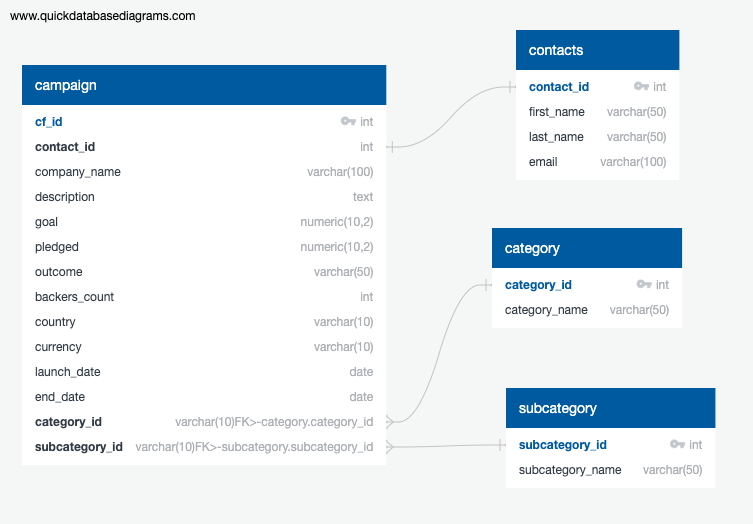 www.quickdatabasediagrams.com
campaign
cf_id int
contact_id int
company_name varchar(100)
description text
goal numeric(10,2)
pledged numeric(10,2)
outcome varchar(50)
backers_count int
country varchar(10)
currency varchar(10)
launch_date date
end_date date
category_id varchar(10)FK>-category.category_id
subcategory_id varchar(10)FK>-subcategory.subcategory_id
contacts
contact_id int
first_name varchar(50)
last_name varchar(50)
email varchar(100)
category
category_id int
category_name varchar(50)
subcategory
subcategory_id int
subcategory_name varchar(50)